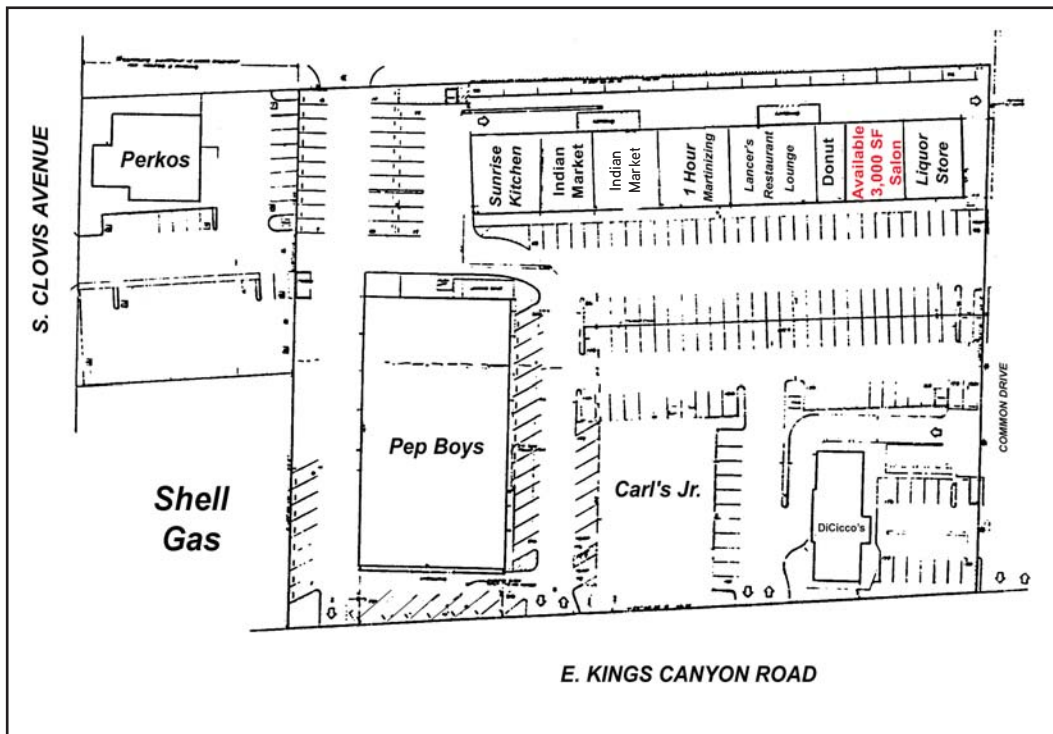 S. CLOVIS AVENUE
Perkos
Sunrise
Kitchen
Indian
Market
Indian
Market
1 Hour
Martinizing
Lancer's
Restaurant
Lounge
Donut
Available
3,000 SF
Salon
Liquor
Store
Shell
Gas
Pep Boys
Carl's Jr.
DiCicco's
COMMON DRIVE
E. KINGS CANYON ROAD